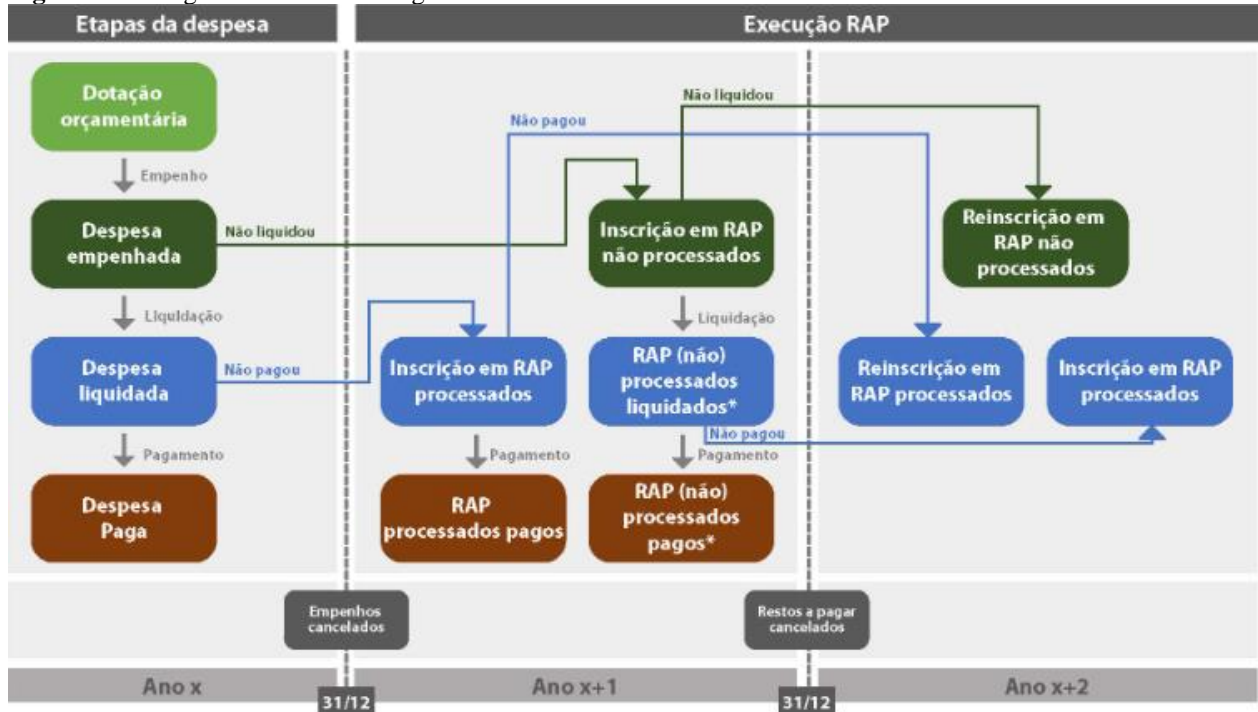 Etapas da despesa
Execução RAP
Dotação
orçamentária
Empenho
Despesa
empenhada
Não liquidou
Liquidação
Despesa
liquidada
Não pagou
Pagamento
Despesa
Paga
Não pagou
Não liquidou
Inscrição em RAP
não processados
Liquidação
Inscrição em RAP
processados
RAP (não)
processados
liquidados*
Não pagou
Pagamento
Pagamento
RAP
processados pagos
RAP (não)
processados
pagos*
Reinscrição em
RAP não
processados
Reinscrição em
RAP processados
Inscrição em RAP
processados
Empenhos
cancelados
Restos a pagar
cancelados
Ano x
31/12
Ano x+1
31/12
Ano x+2